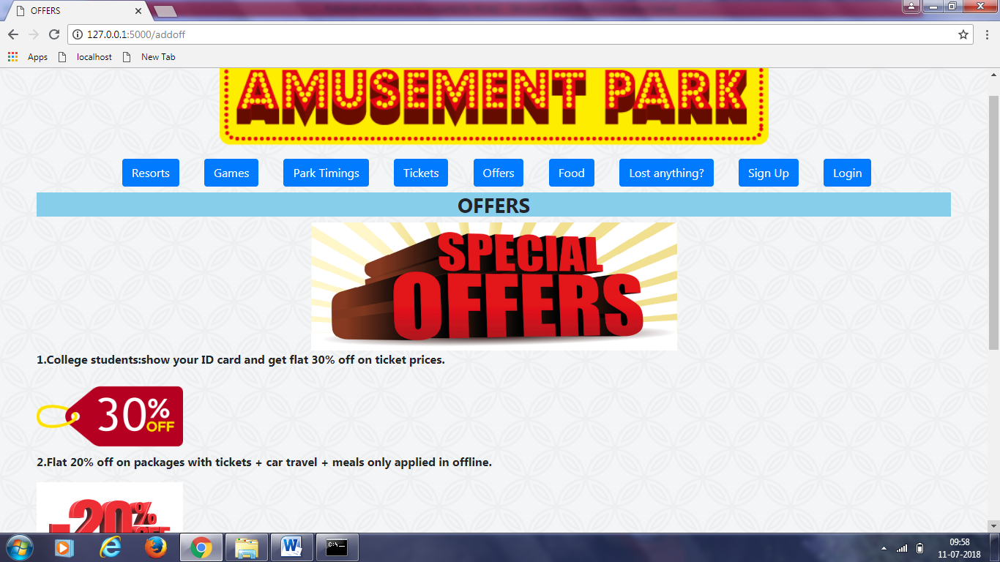 OFFERS
127.0.0.1:5000/addoff
Apps localhost New Tab
AMUSEMENT PARK
Resorts Games Park Timings Tickets Offers Food Lost anything? Sign Up Login
OFFERS
SPECIAL
OFFERS
1.College students:show your ID card and get flat 30% off on ticket prices.
30% OFF
2.Flat 20% off on packages with tickets + car travel + meals only applied in offline.
-20% OFF
09:58
11-07-2018